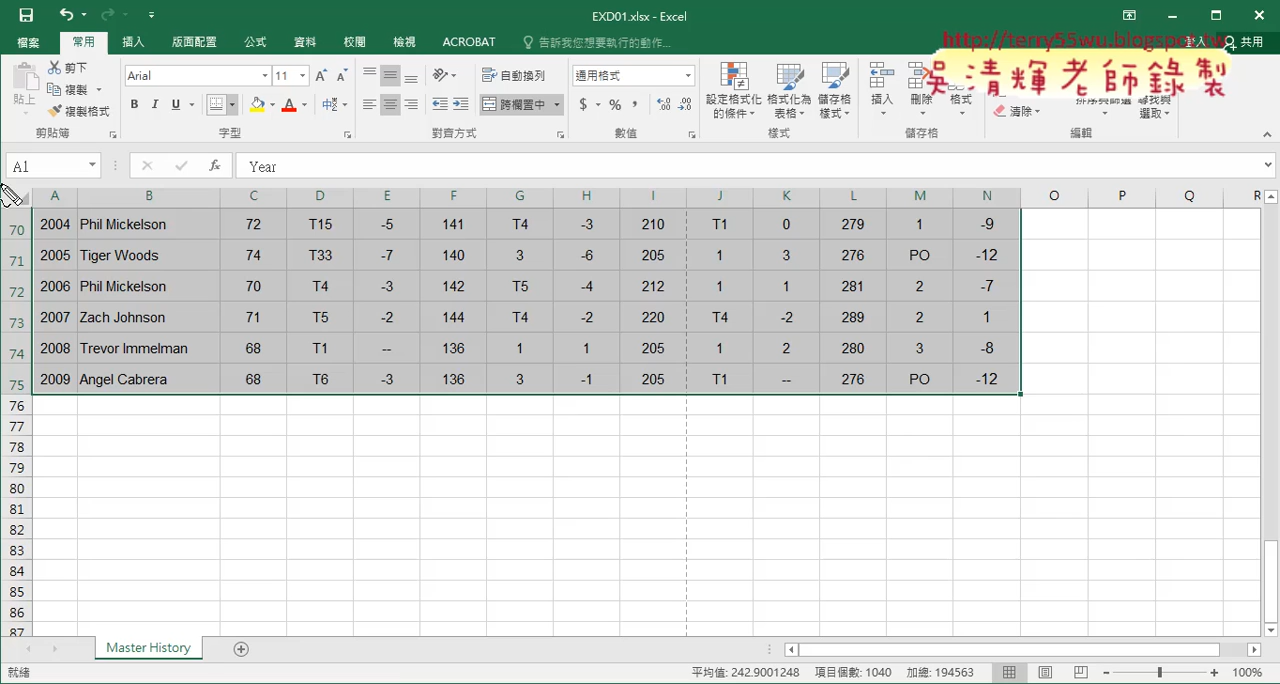 EXD01.xlsx - Excel
檔案 常用 插入 版面配置 公式 資料 校閱 檢視 ACROBAT 告訴我您想要執行的動作... 共用
http://terry55wu.blogspot.tw
吳清輝老師錄製
貼上 剪下 複製 複製格式 剪貼簿
Arial 11 B I U 字型
自動換列 跨欄置中 對齊方式
通用格式 $ % , 數值
設定格式化的條件 格式化為表格 儲存格樣式 樣式
插入 刪除 格式 儲存格
清除 尋找與選取 編輯
A1 fx Year
A B C D E F G H I J K L M N O P Q R
70 2004 Phil Mickelson 72 T15 -5 141 T4 -3 210 T1 0 279 1 -9
71 2005 Tiger Woods 74 T33 -7 140 3 -6 205 1 3 276 PO -12
72 2006 Phil Mickelson 70 T4 -3 142 T5 -4 212 1 1 281 2 -7
73 2007 Zach Johnson 71 T5 -2 144 T4 -2 220 T4 -2 289 2 1
74 2008 Trevor Immelman 68 T1 -- 136 1 1 205 1 2 280 3 -8
75 2009 Angel Cabrera 68 T6 -3 136 3 -1 205 T1 -- 276 PO -12
76
77
78
79
80
81
82
83
84
85
86
87
Master History
就緒 平均值: 242.9001248 項目個數: 1040 加總: 194563 100%